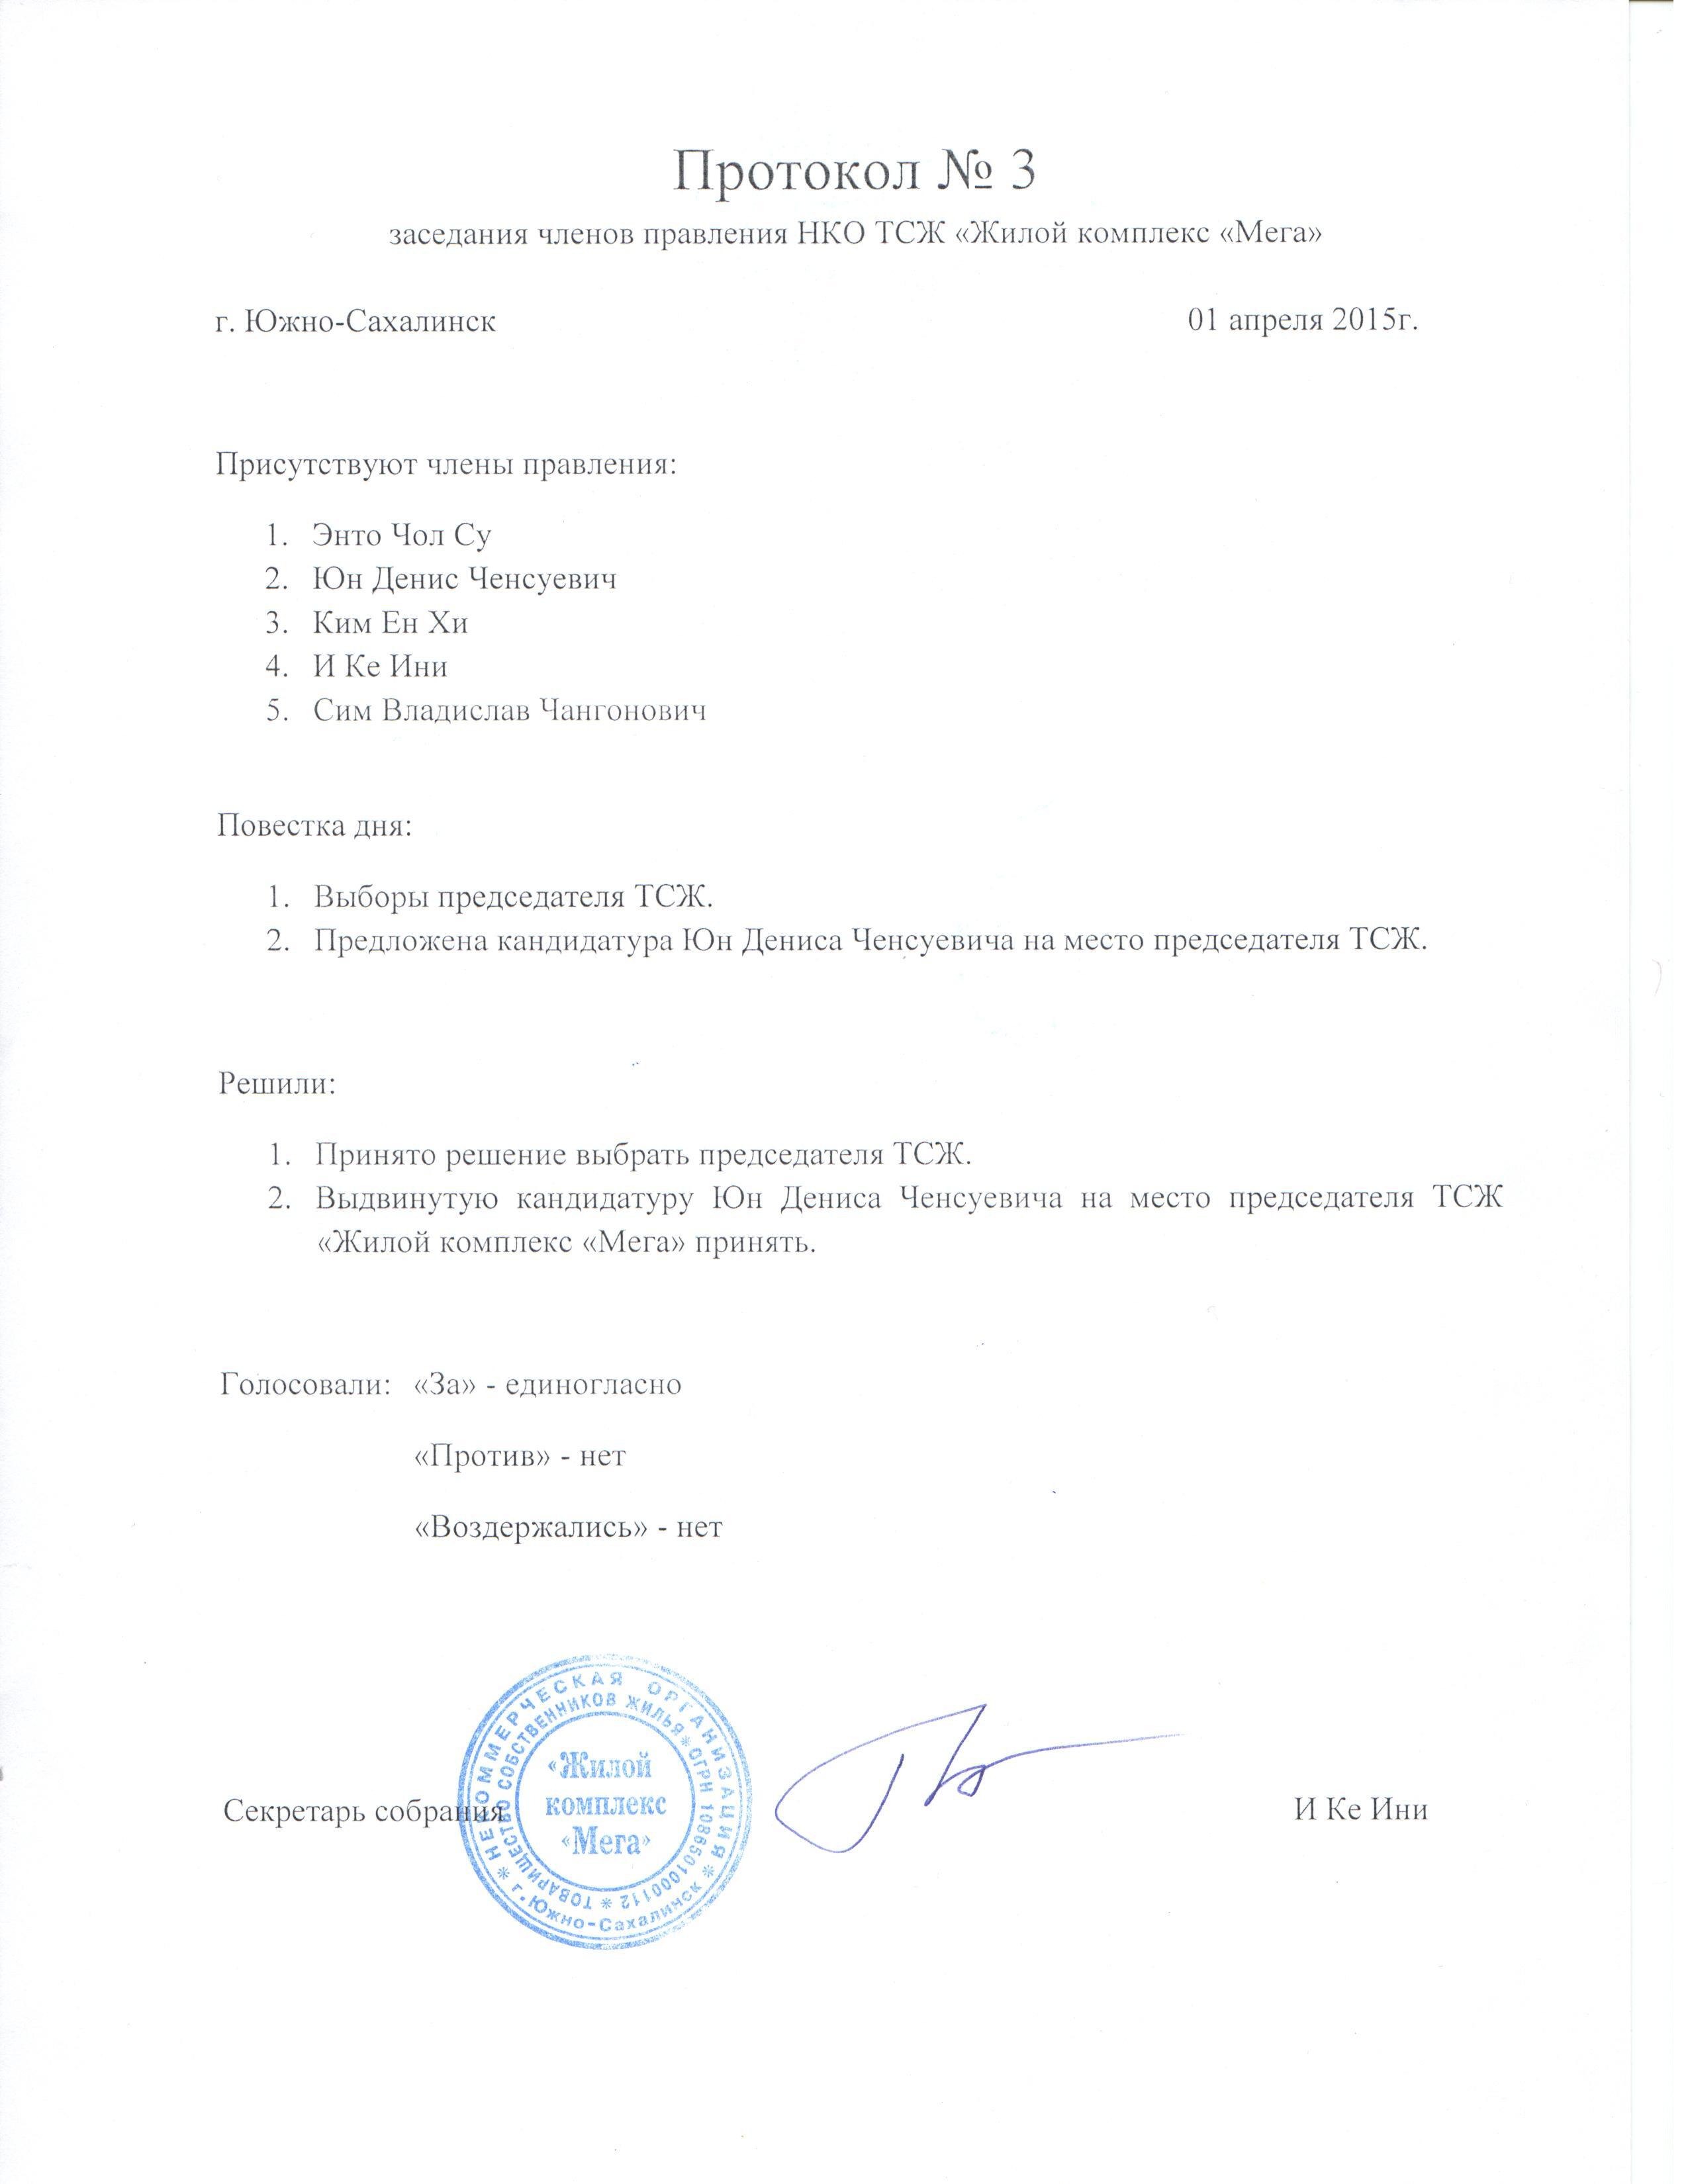 Протокол № 3
заседания членов правления НКО ТСЖ «Жилой комплекс «Мега»
г. Южно-Сахалинск 01 апреля 2015г.
Присутствуют члены правления:
1. Энто Чол Су
2. Юн Денис Ченсуевич
3. Ким Ен Хи
4. И Ке Ини
5. Сим Владислав Чангонович
Повестка дня:
1. Выборы председателя ТСЖ.
2. Предложена кандидатура Юн Дениса Ченсуевича на место председателя ТСЖ.
Решили:
1. Принято решение выбрать председателя ТСЖ.
2. Выдвинутую кандидатуру Юн Дениса Ченсуевича на место председателя ТСЖ
«Жилой комплекс «Мега» принять.
Голосовали: «За» - единогласно
«Против» - нет
«Воздержались» - нет
Секретарь собрания И Ке Ини
НЕКОММЕРЧЕСКАЯ ОРГАНИЗАЦИЯ * г. Южно-Сахалинск *
ТОВАРИЩЕСТВО СОБСТВЕННИКОВ ЖИЛЬЯ * ОГРН 1086501000112 *
«Жилой
комплекс
«Мега»